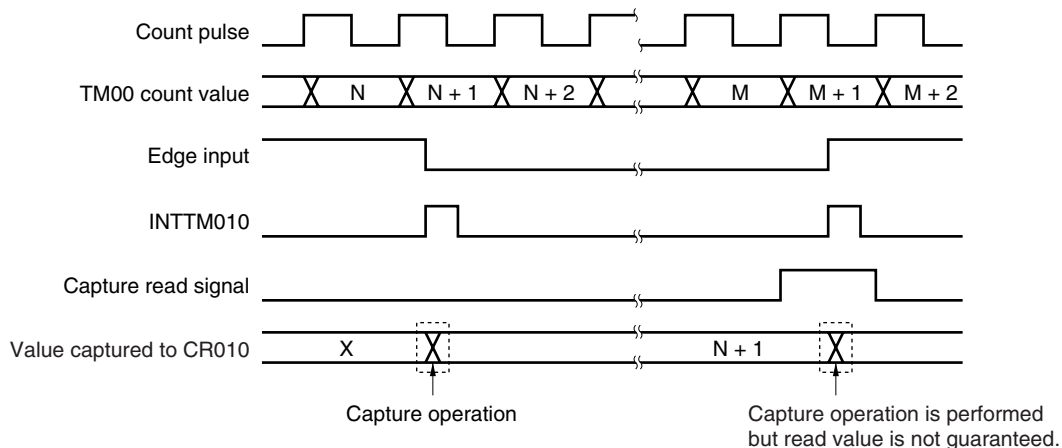 Count pulse
TM00 count value
N
N + 1
N + 2
M
M + 1
M + 2
Edge input
INTTM010
Capture read signal
Value captured to CR010
X
N + 1
Capture operation
Capture operation is performed
but read value is not guaranteed.